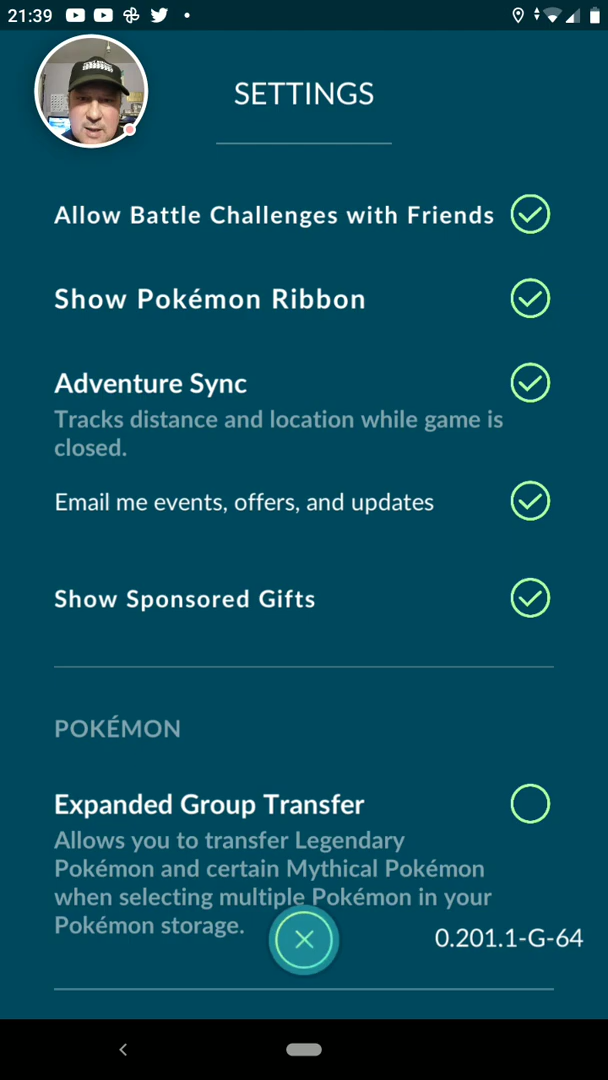 21:39
SETTINGS
Allow Battle Challenges with Friends
Show Pokémon Ribbon
Adventure Sync
Tracks distance and location while game is
closed.
Email me events, offers, and updates
Show Sponsored Gifts
POKÉMON
Expanded Group Transfer
Allows you to transfer Legendary
Pokémon and certain Mythical Pokémon
when selecting multiple Pokémon in your
Pokémon storage.
0.201.1-G-64